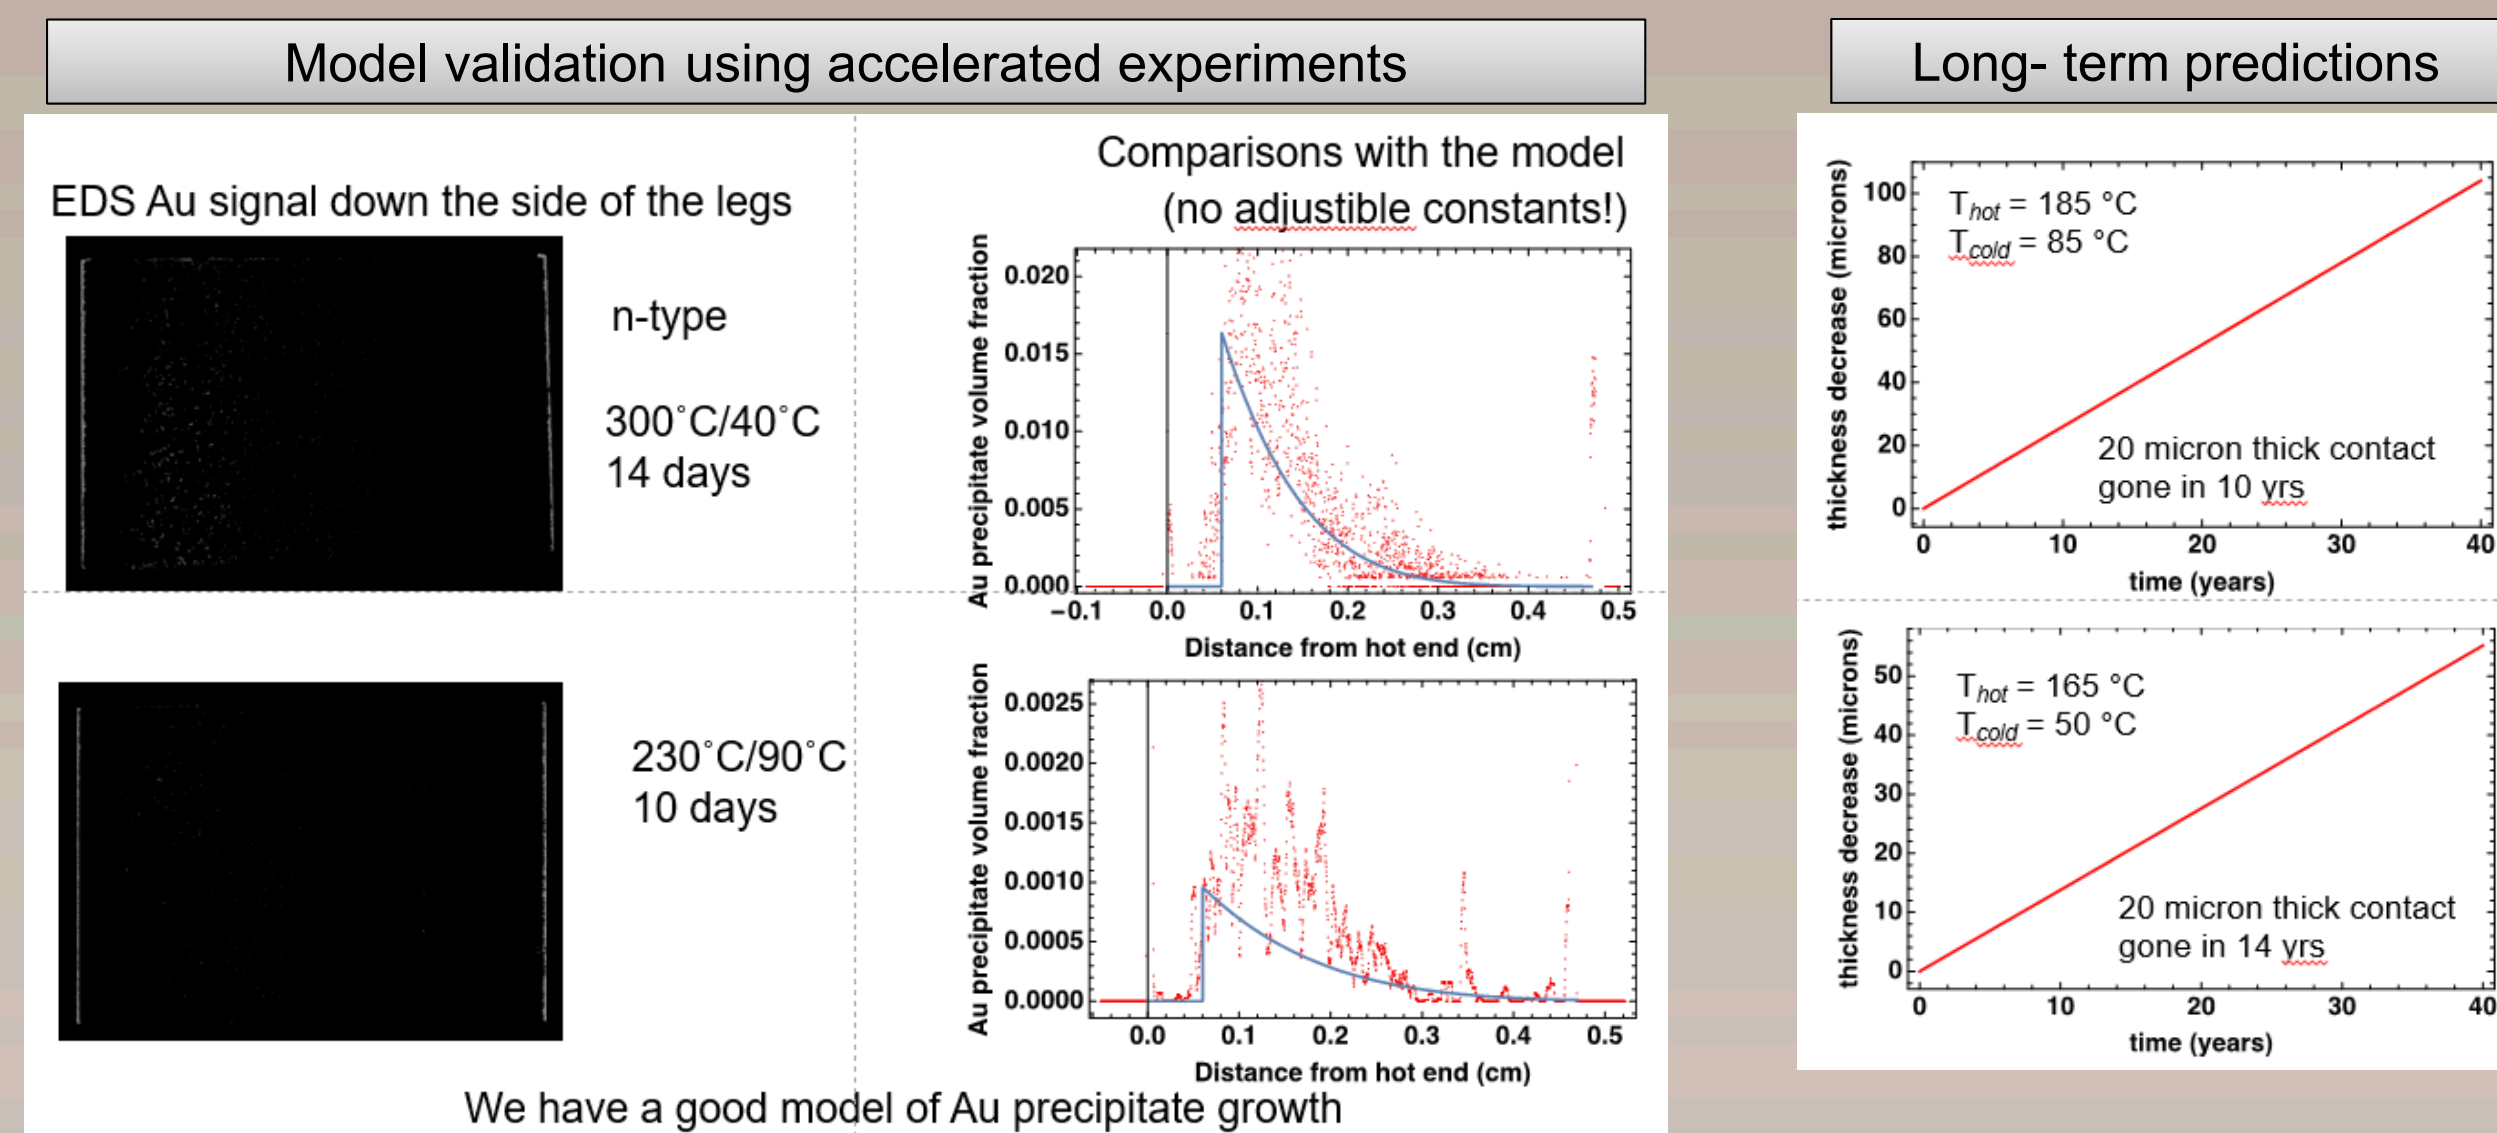 Model validation using accelerated experiments
EDS Au signal down the side of the legs
n-type
300˚C/40˚C
14 days
Comparisons with the model
(no adjustible constants!)
Au precipitate volume fraction
0.020
0.015
0.010
0.005
0.000
−0.1 0.0 0.1 0.2 0.3 0.4 0.5
Distance from hot end (cm)
230˚C/90˚C
10 days
Au precipitate volume fraction
0.0025
0.0020
0.0015
0.0010
0.0005
0.0000
0.0 0.1 0.2 0.3 0.4 0.5
Distance from hot end (cm)
We have a good model of Au precipitate growth
Long- term predictions
thickness decrease (microns)
100
80
60
40
20
0
T hot = 185 °C
T cold = 85 °C
20 micron thick contact
gone in 10 yrs
0 10 20 30 40
time (years)
thickness decrease (microns)
50
40
30
20
10
0
T hot = 165 °C
T cold = 50 °C
20 micron thick contact
gone in 14 yrs
0 10 20 30 40
time (years)